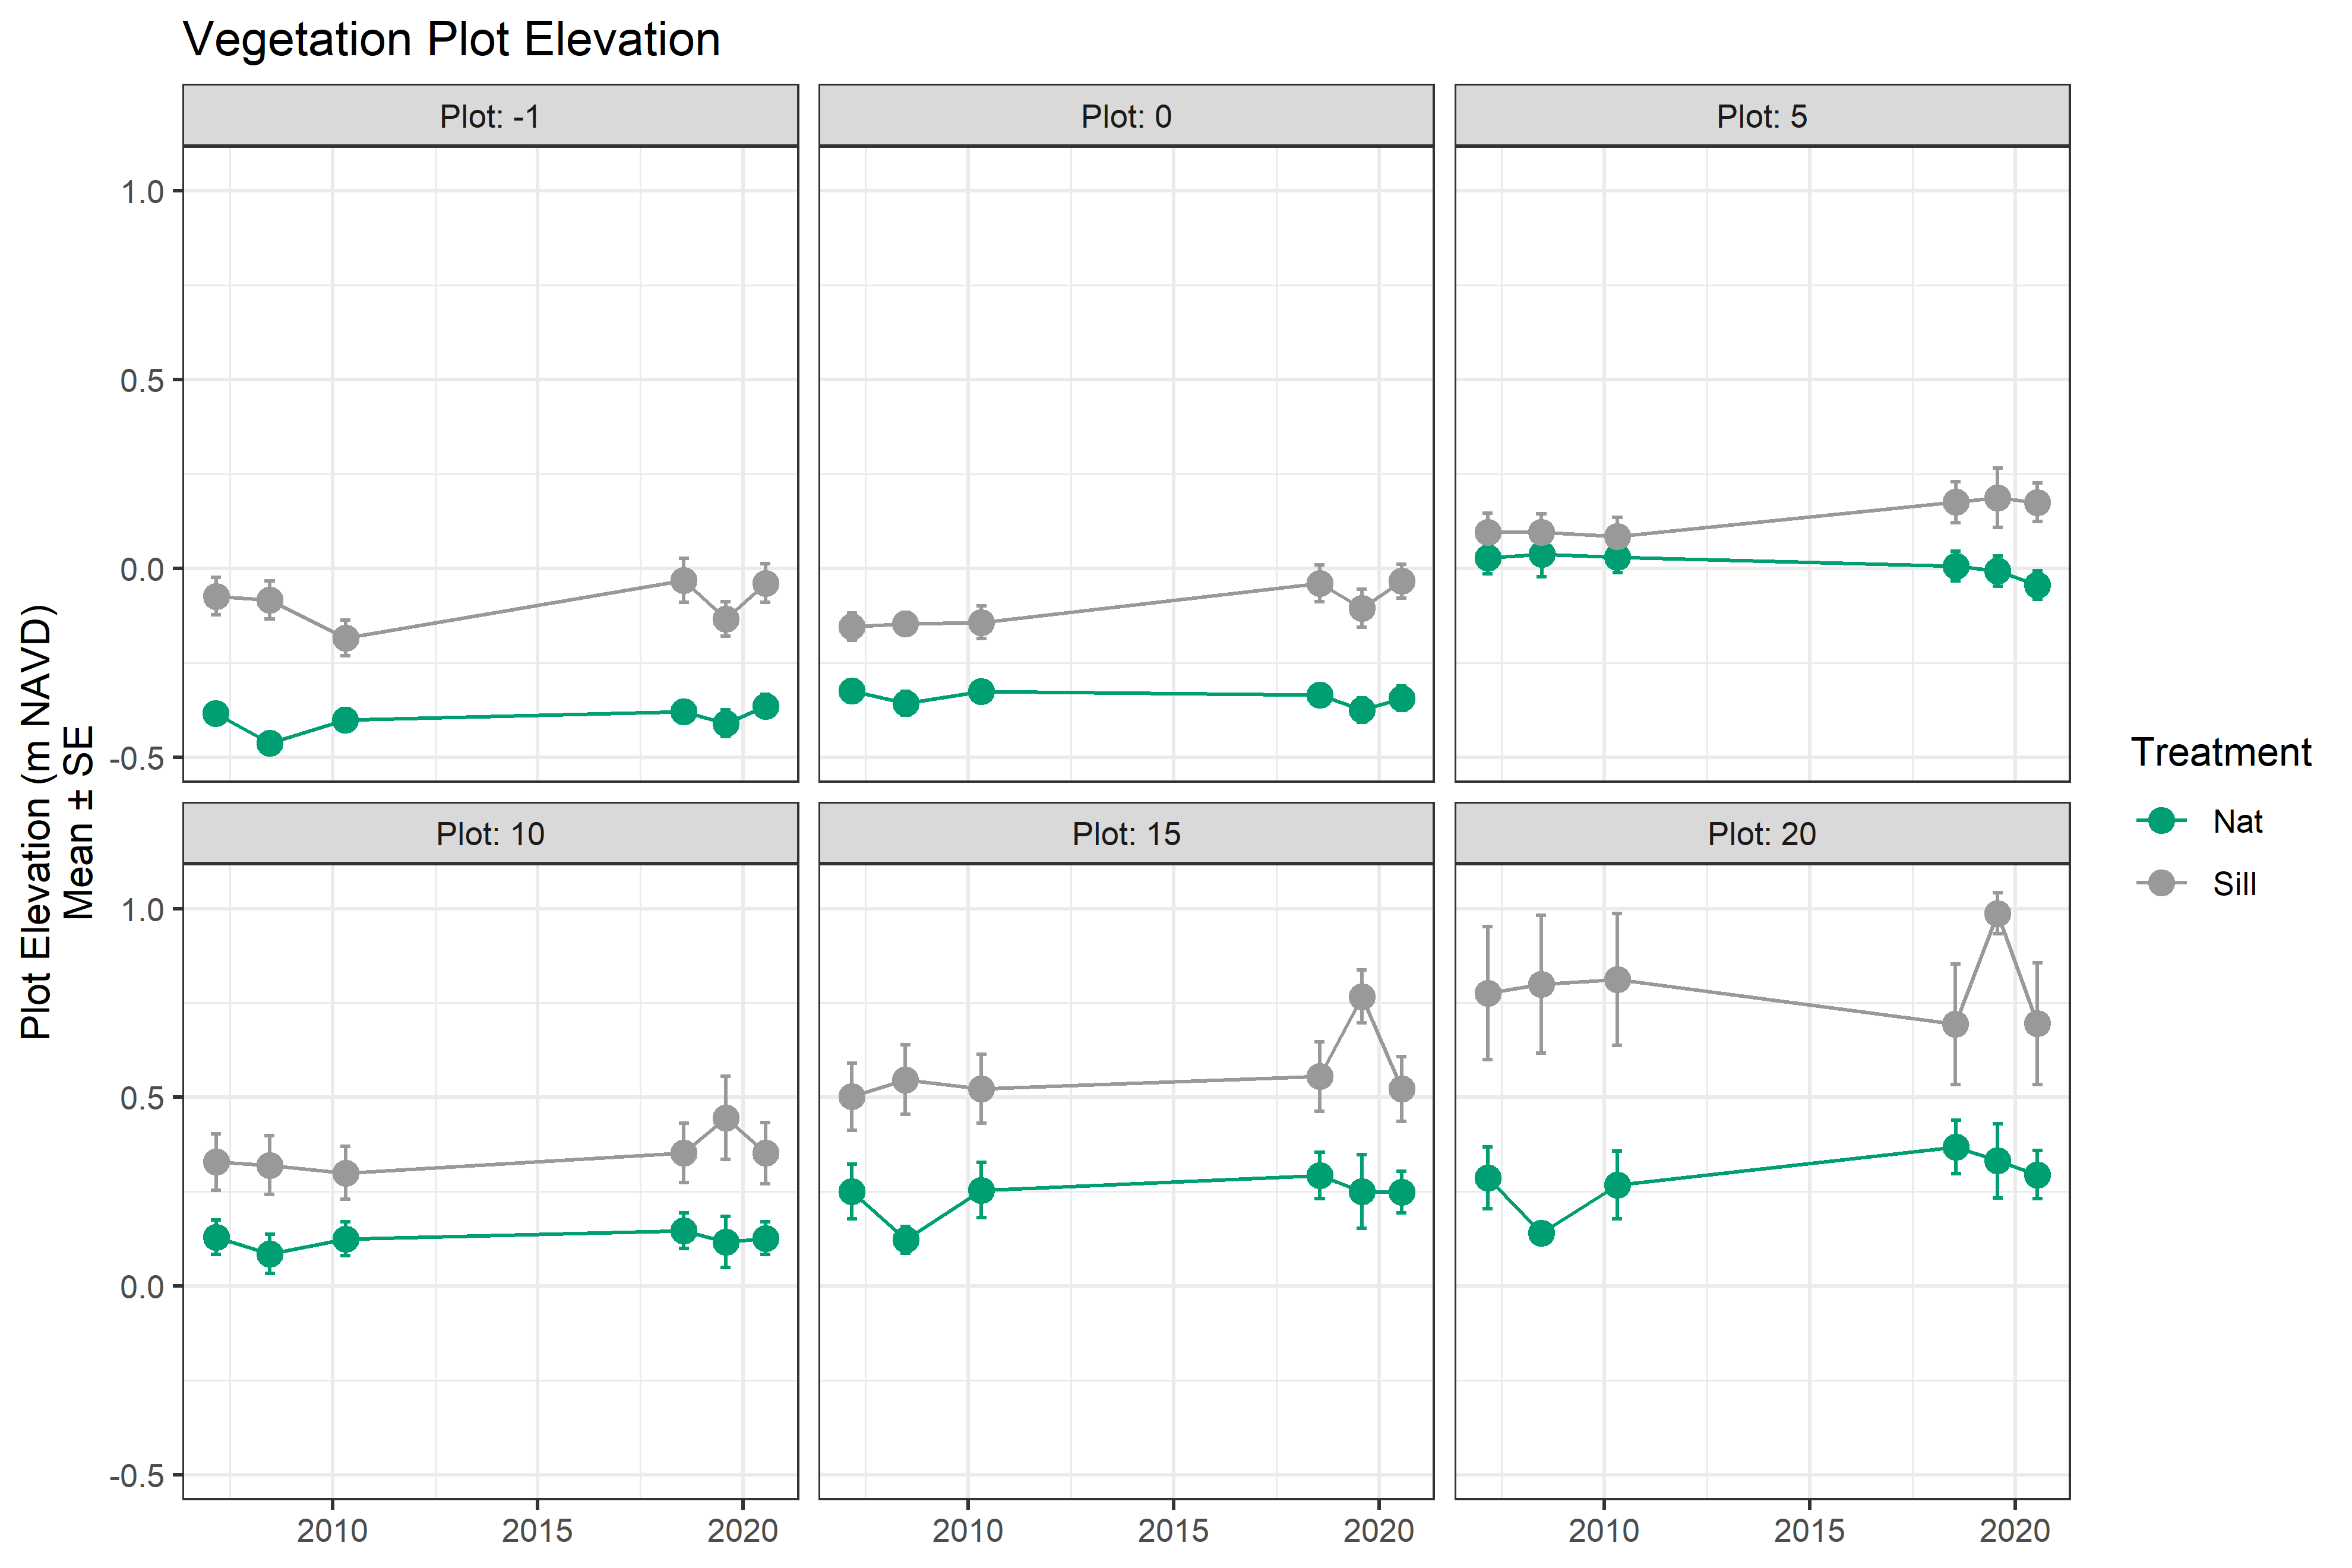 Vegetation Plot Elevation
Plot: -1
Plot: 0
Plot: 5
1.0
0.5
0.0
-0.5
Plot: 10
Plot: 15
Plot: 20
1.0
0.5
0.0
-0.5
2010 2015 2020
2010 2015 2020
2010 2015 2020
Plot Elevation (m NAVD)
Mean ± SE
Treatment
Nat
Sill